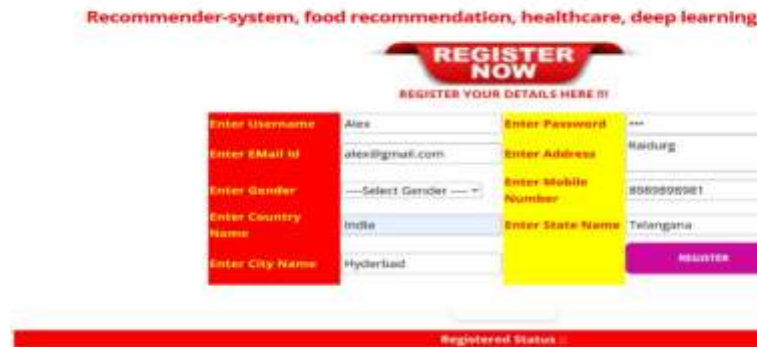 Recommender-system, food recommendation, healthcare, deep learning
REGISTER
NOW
REGISTER YOUR DETAILS HERE !!!
Enter Username Alex Enter Password ***
Enter EMail Id alex@gmail.com Enter Address Raidurg
Enter Gender ----Select Gender ---- Enter Mobile Number 8989898981
Enter Country Name India Enter State Name Telangana
Enter City Name Hyderbad REGISTER
Registered Status ::